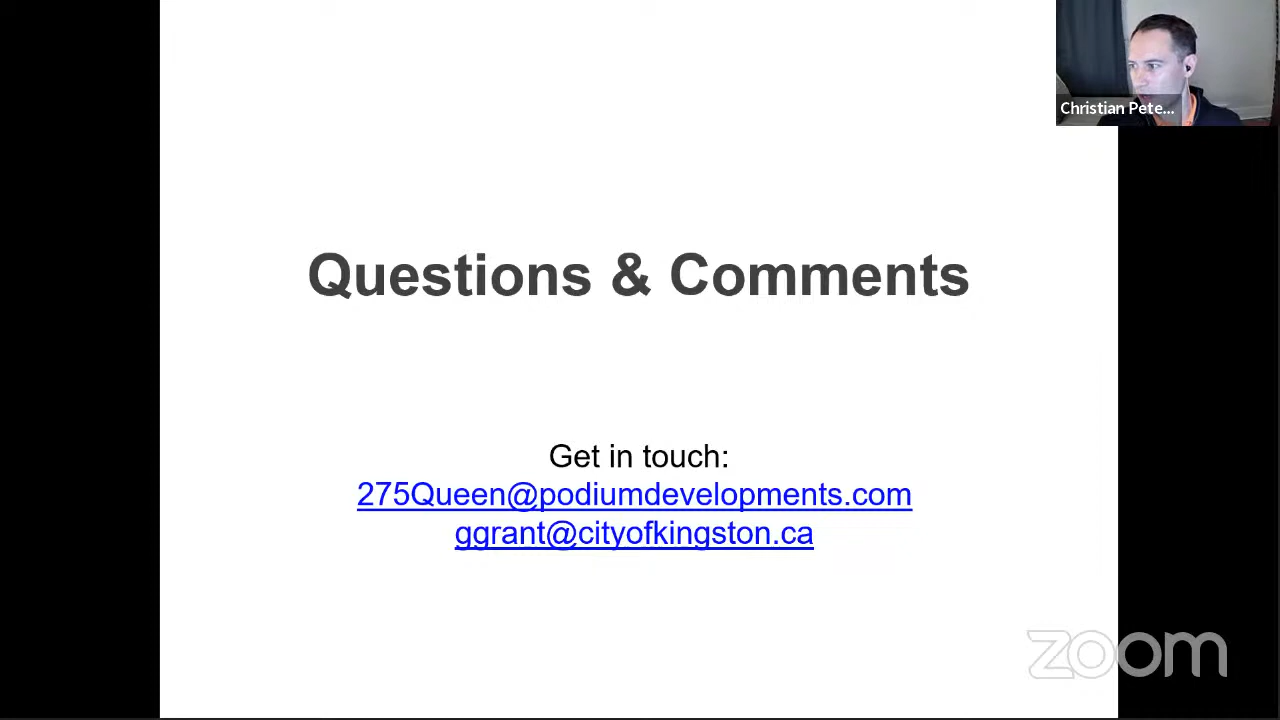 Christian Pete...
Questions & Comments
Get in touch:
275Queen@podiumdevelopments.com
ggrant@cityofkingston.ca
zoom